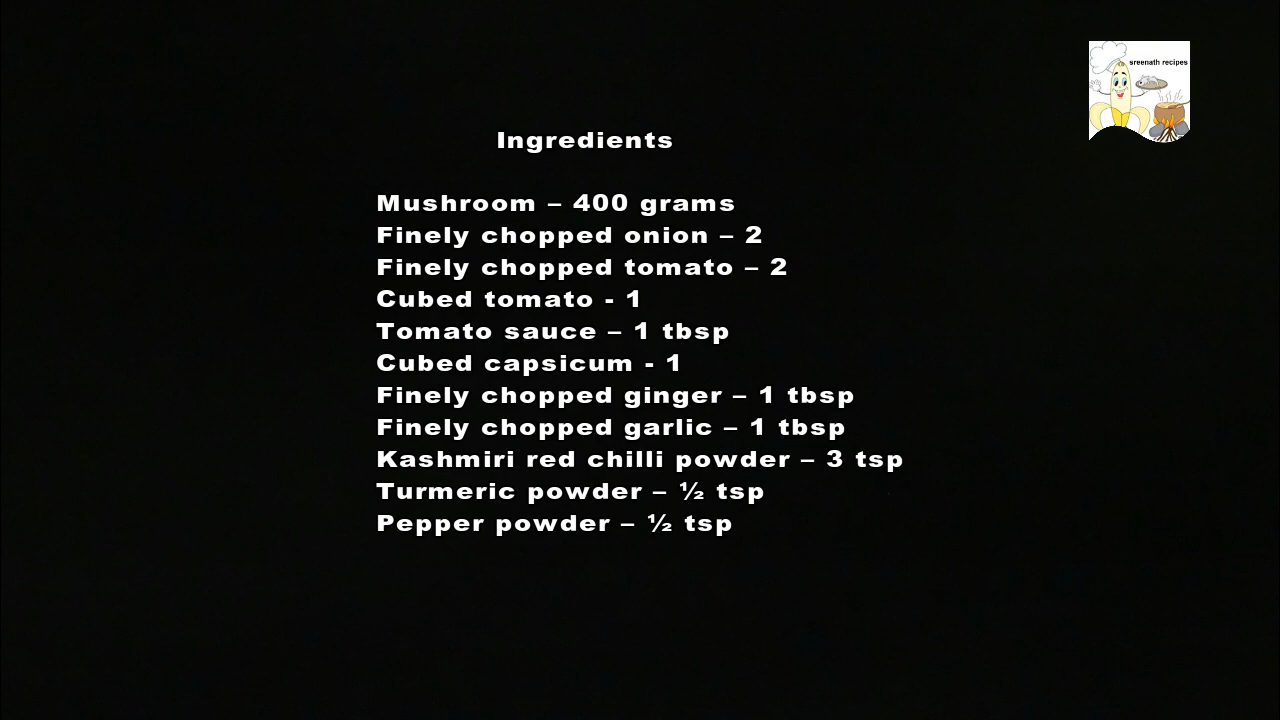 sreenath recipes
Ingredients
Mushroom – 400 grams
Finely chopped onion – 2
Finely chopped tomato – 2
Cubed tomato - 1
Tomato sauce – 1 tbsp
Cubed capsicum - 1
Finely chopped ginger – 1 tbsp
Finely chopped garlic – 1 tbsp
Kashmiri red chilli powder – 3 tsp
Turmeric powder – ½ tsp
Pepper powder – ½ tsp